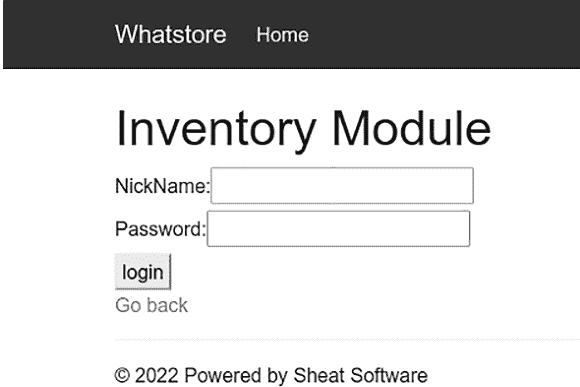 Whatstore Home
Inventory Module
NickName:
Password:
login
Go back
© 2022 Powered by Sheat Software